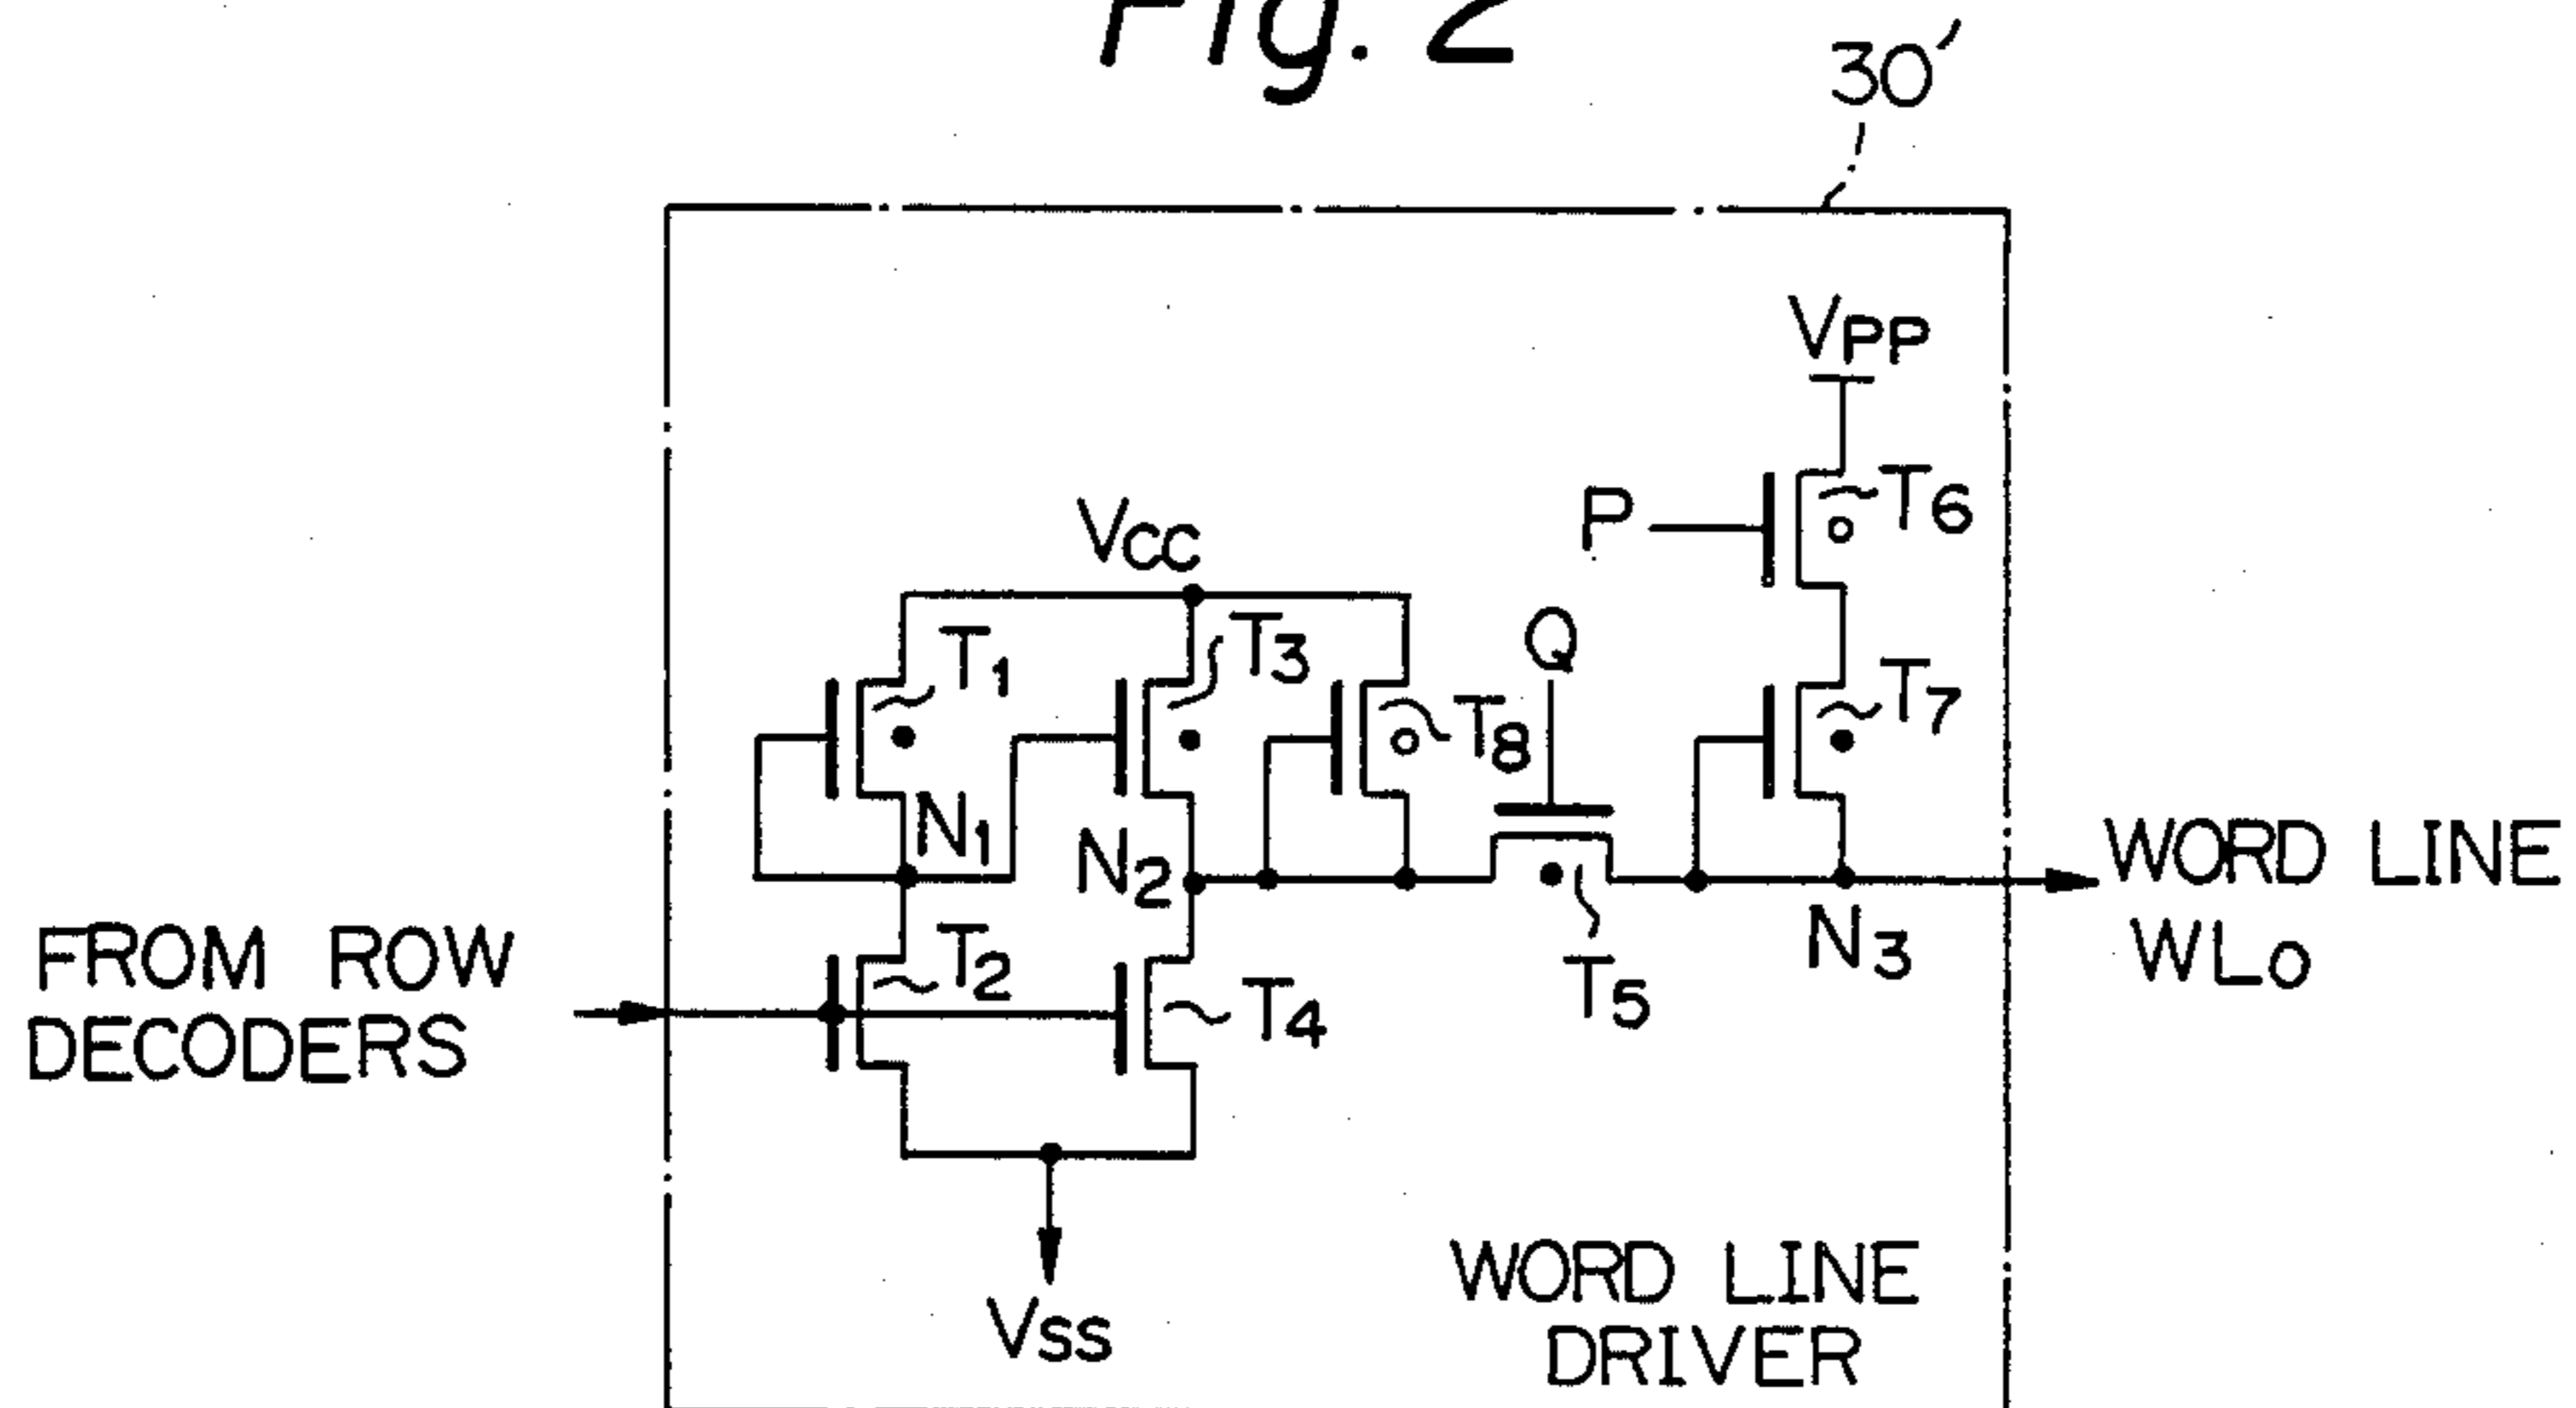 Fig. 2
30'
VPP
P
T6
VCC
T1
T3
T8
Q
T7
N1
N2
T5
N3
WORD LINE
WLo
FROM ROW
DECODERS
T2
T4
VSS
WORD LINE
DRIVER